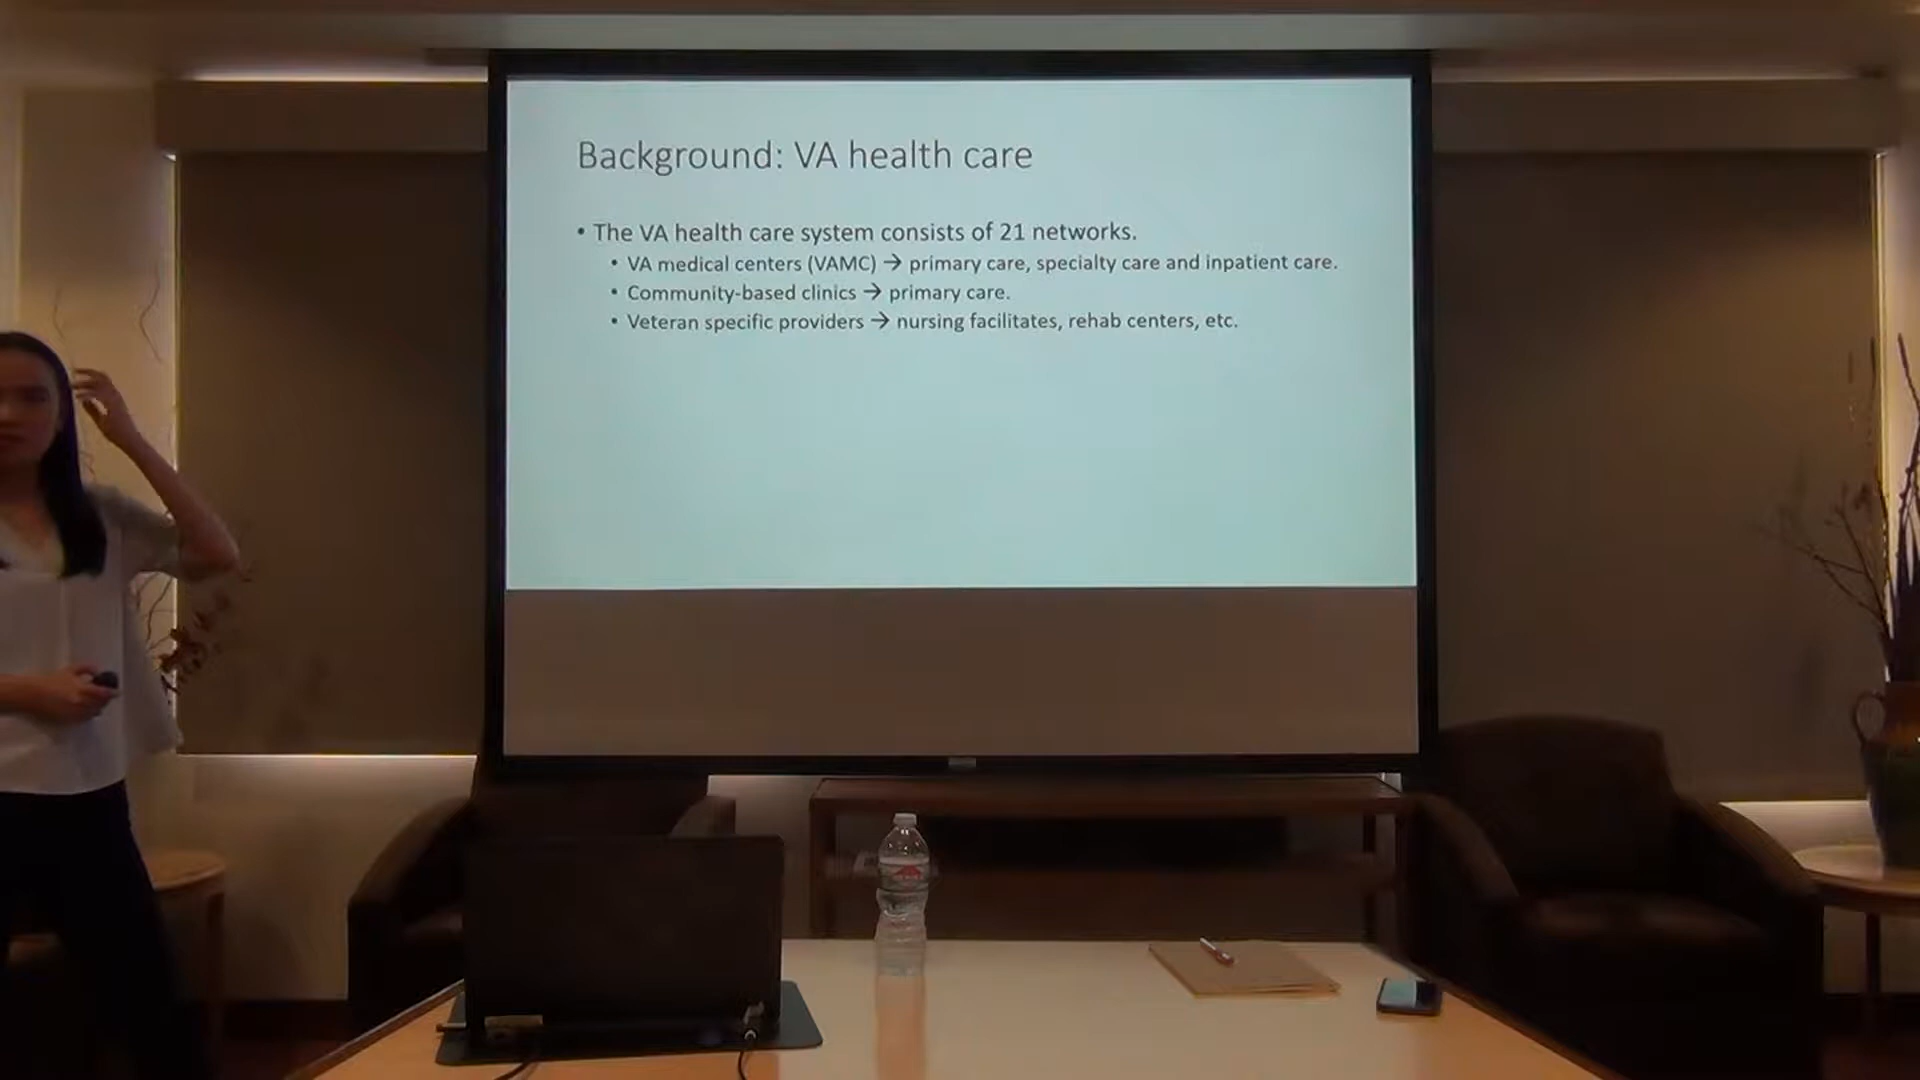 Background: VA health care
• The VA health care system consists of 21 networks.
• VA medical centers (VAMC) → primary care, specialty care and inpatient care.
• Community-based clinics → primary care.
• Veteran specific providers → nursing facilitates, rehab centers, etc.